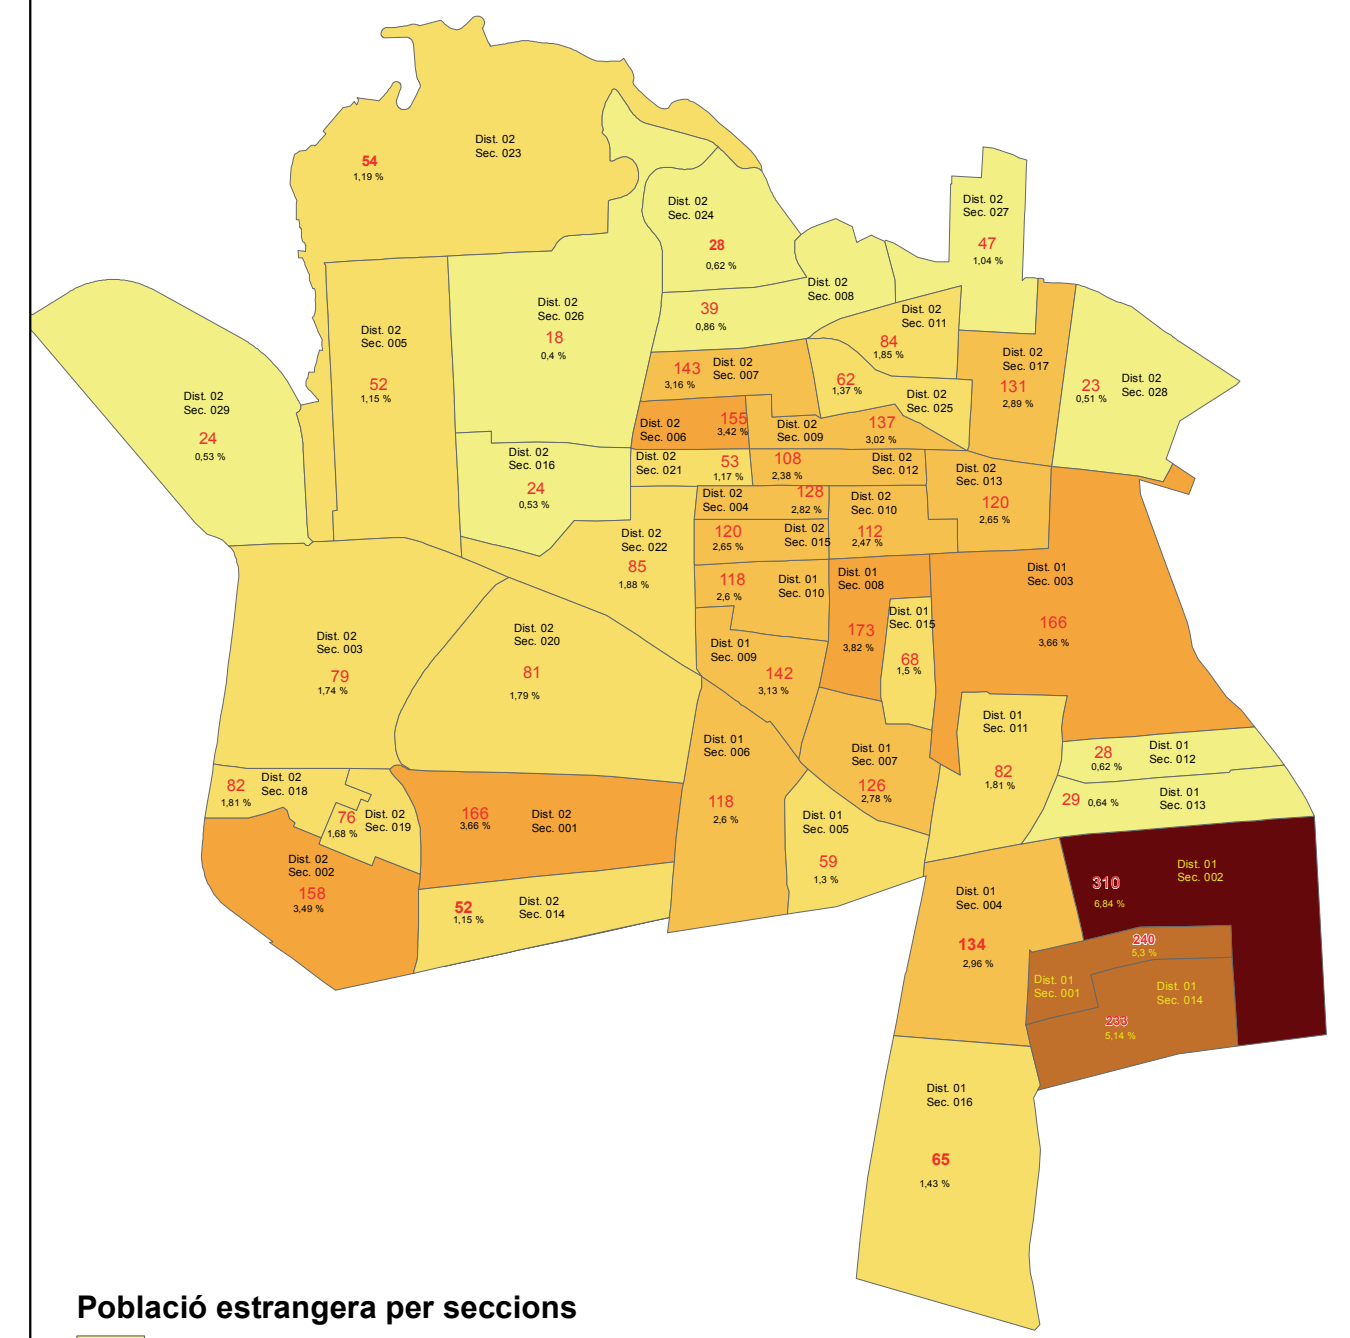 Dist. 02
Sec. 023
54
1,19 %
Dist. 02
Sec. 024
28
0,62 %
Dist. 02
Sec. 027
47
1,04 %
Dist. 02
Sec. 008
39
0,86 %
Dist. 02
Sec. 026
18
0,4 %
Dist. 02
Sec. 005
52
1,15 %
Dist. 02
Sec. 029
24
0,53 %
Dist. 02
Sec. 011
84
1,85 %
Dist. 02
Sec. 017
131
2,89 %
Dist. 02
Sec. 028
23
0,51 %
Dist. 02
Sec. 007
143
3,16 %
62
1,37 %
Dist. 02
Sec. 025
Dist. 02
Sec. 006
155
3,42 %
Dist. 02
Sec. 009
137
3,02 %
Dist. 02
Sec. 016
24
0,53 %
Dist. 02
Sec. 021
53
1,17 %
108
2,38 %
Dist. 02
Sec. 012
Dist. 02
Sec. 013
120
2,65 %
Dist. 02
Sec. 004
128
2,82 %
Dist. 02
Sec. 010
112
2,47 %
120
2,65 %
Dist. 02
Sec. 015
Dist. 02
Sec. 022
85
1,88 %
118
2,6 %
Dist. 01
Sec. 010
Dist. 01
Sec. 008
173
3,82 %
Dist. 01
Sec. 015
68
1,5 %
Dist. 01
Sec. 003
166
3,66 %
Dist. 02
Sec. 003
79
1,74 %
Dist. 02
Sec. 020
81
1,79 %
Dist. 01
Sec. 009
142
3,13 %
Dist. 01
Sec. 006
118
2,6 %
Dist. 01
Sec. 007
126
2,78 %
Dist. 01
Sec. 011
82
1,81 %
28
0,62 %
Dist. 01
Sec. 012
29
0,64 %
Dist. 01
Sec. 013
82
1,81 %
Dist. 02
Sec. 018
76
1,68 %
Dist. 02
Sec. 019
166
3,66 %
Dist. 02
Sec. 001
Dist. 01
Sec. 005
59
1,3 %
Dist. 02
Sec. 002
158
3,49 %
52
1,15 %
Dist. 02
Sec. 014
Dist. 01
Sec. 004
134
2,96 %
Dist. 01
Sec. 002
310
6,84 %
240
5,3 %
Dist. 01
Sec. 001
Dist. 01
Sec. 014
233
5,14 %
Dist. 01
Sec. 016
65
1,43 %
Població estrangera per seccions